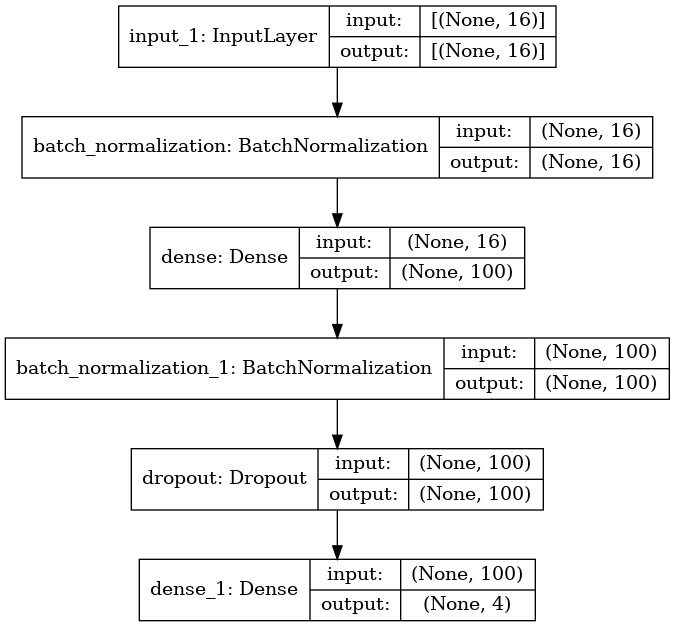 input_1: InputLayer
input: [(None, 16)]
output: [(None, 16)]
batch_normalization: BatchNormalization
input: (None, 16)
output: (None, 16)
dense: Dense
input: (None, 16)
output: (None, 100)
batch_normalization_1: BatchNormalization
input: (None, 100)
output: (None, 100)
dropout: Dropout
input: (None, 100)
output: (None, 100)
dense_1: Dense
input: (None, 100)
output: (None, 4)